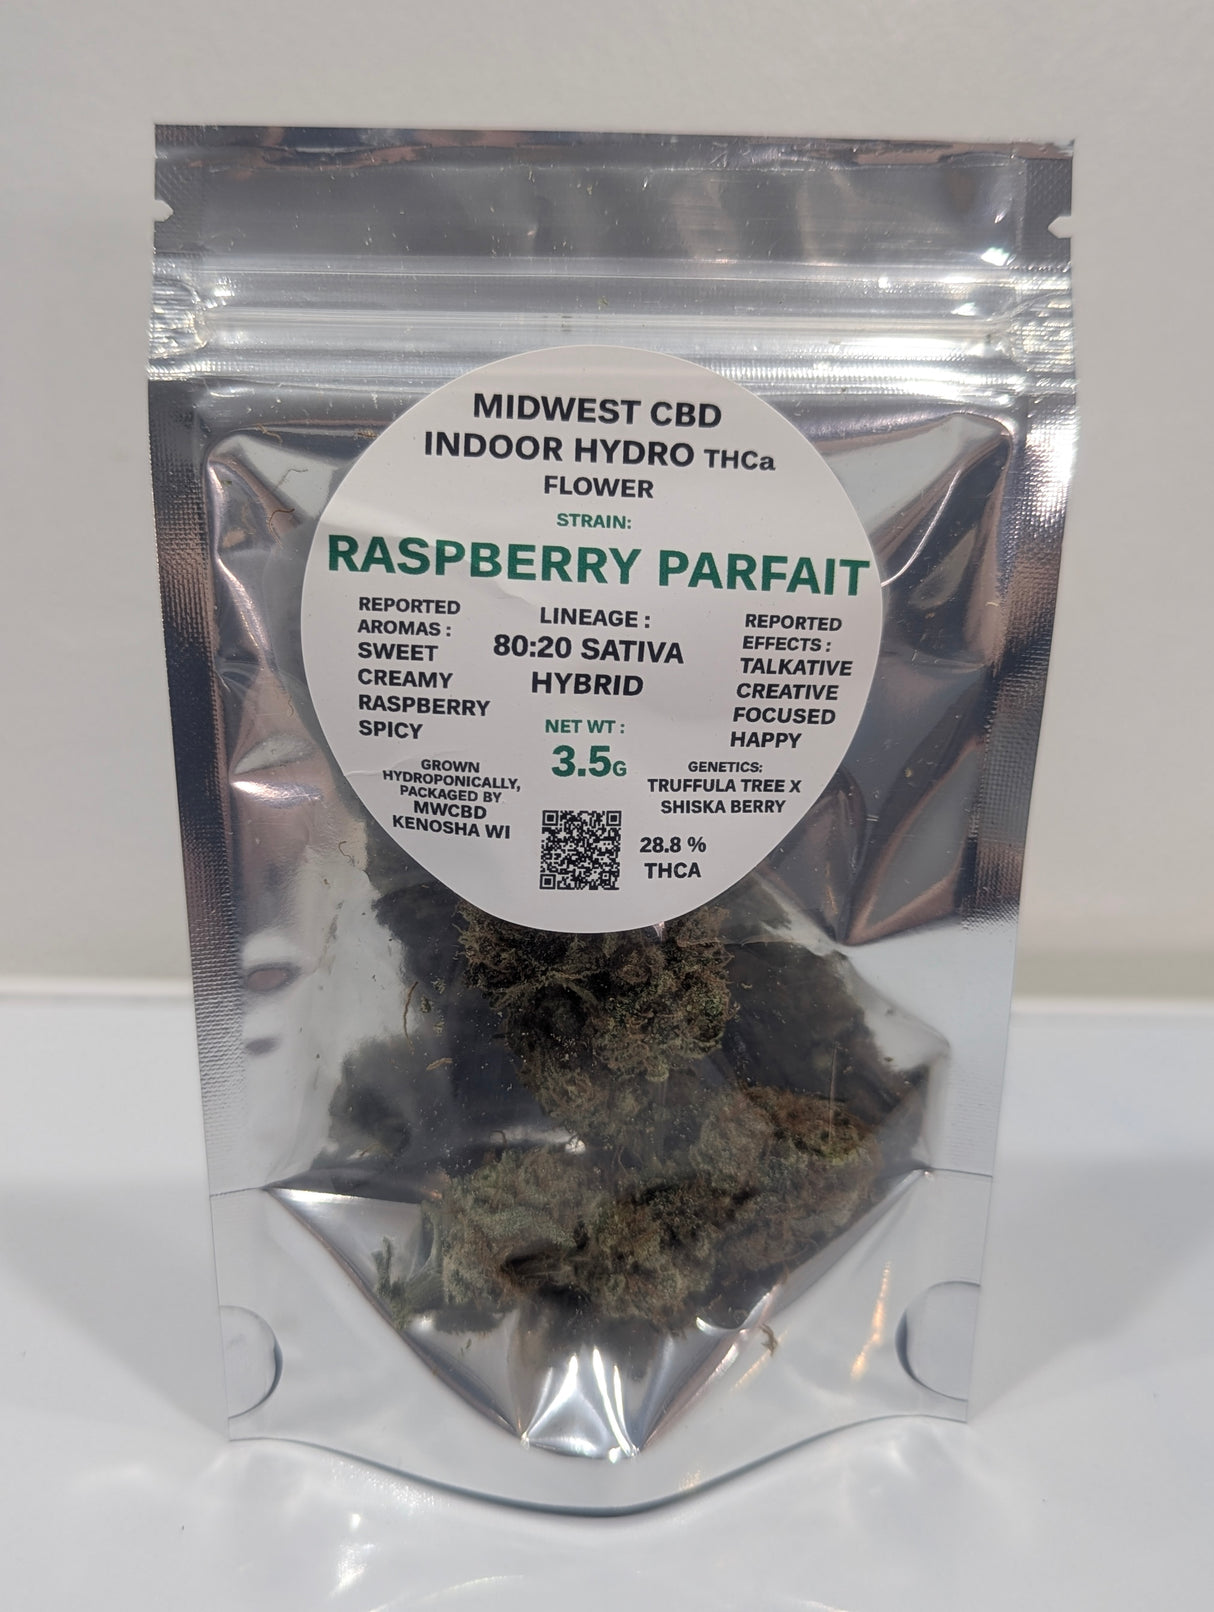 MIDWEST CBD
INDOOR HYDRO THCa
FLOWER
STRAIN:
RASPBERRY PARFAIT
REPORTED
AROMAS :
SWEET
CREAMY
RASPBERRY
SPICY
LINEAGE :
80:20 SATIVA
HYBRID
REPORTED
EFFECTS :
TALKATIVE
CREATIVE
FOCUSED
HAPPY
NET WT :
3.5G
GROWN
HYDROPONICALLY,
PACKAGED BY
MWCBD
KENOSHA WI
GENETICS:
TRUFFULA TREE X
SHISKA BERRY
28.8 %
THCA